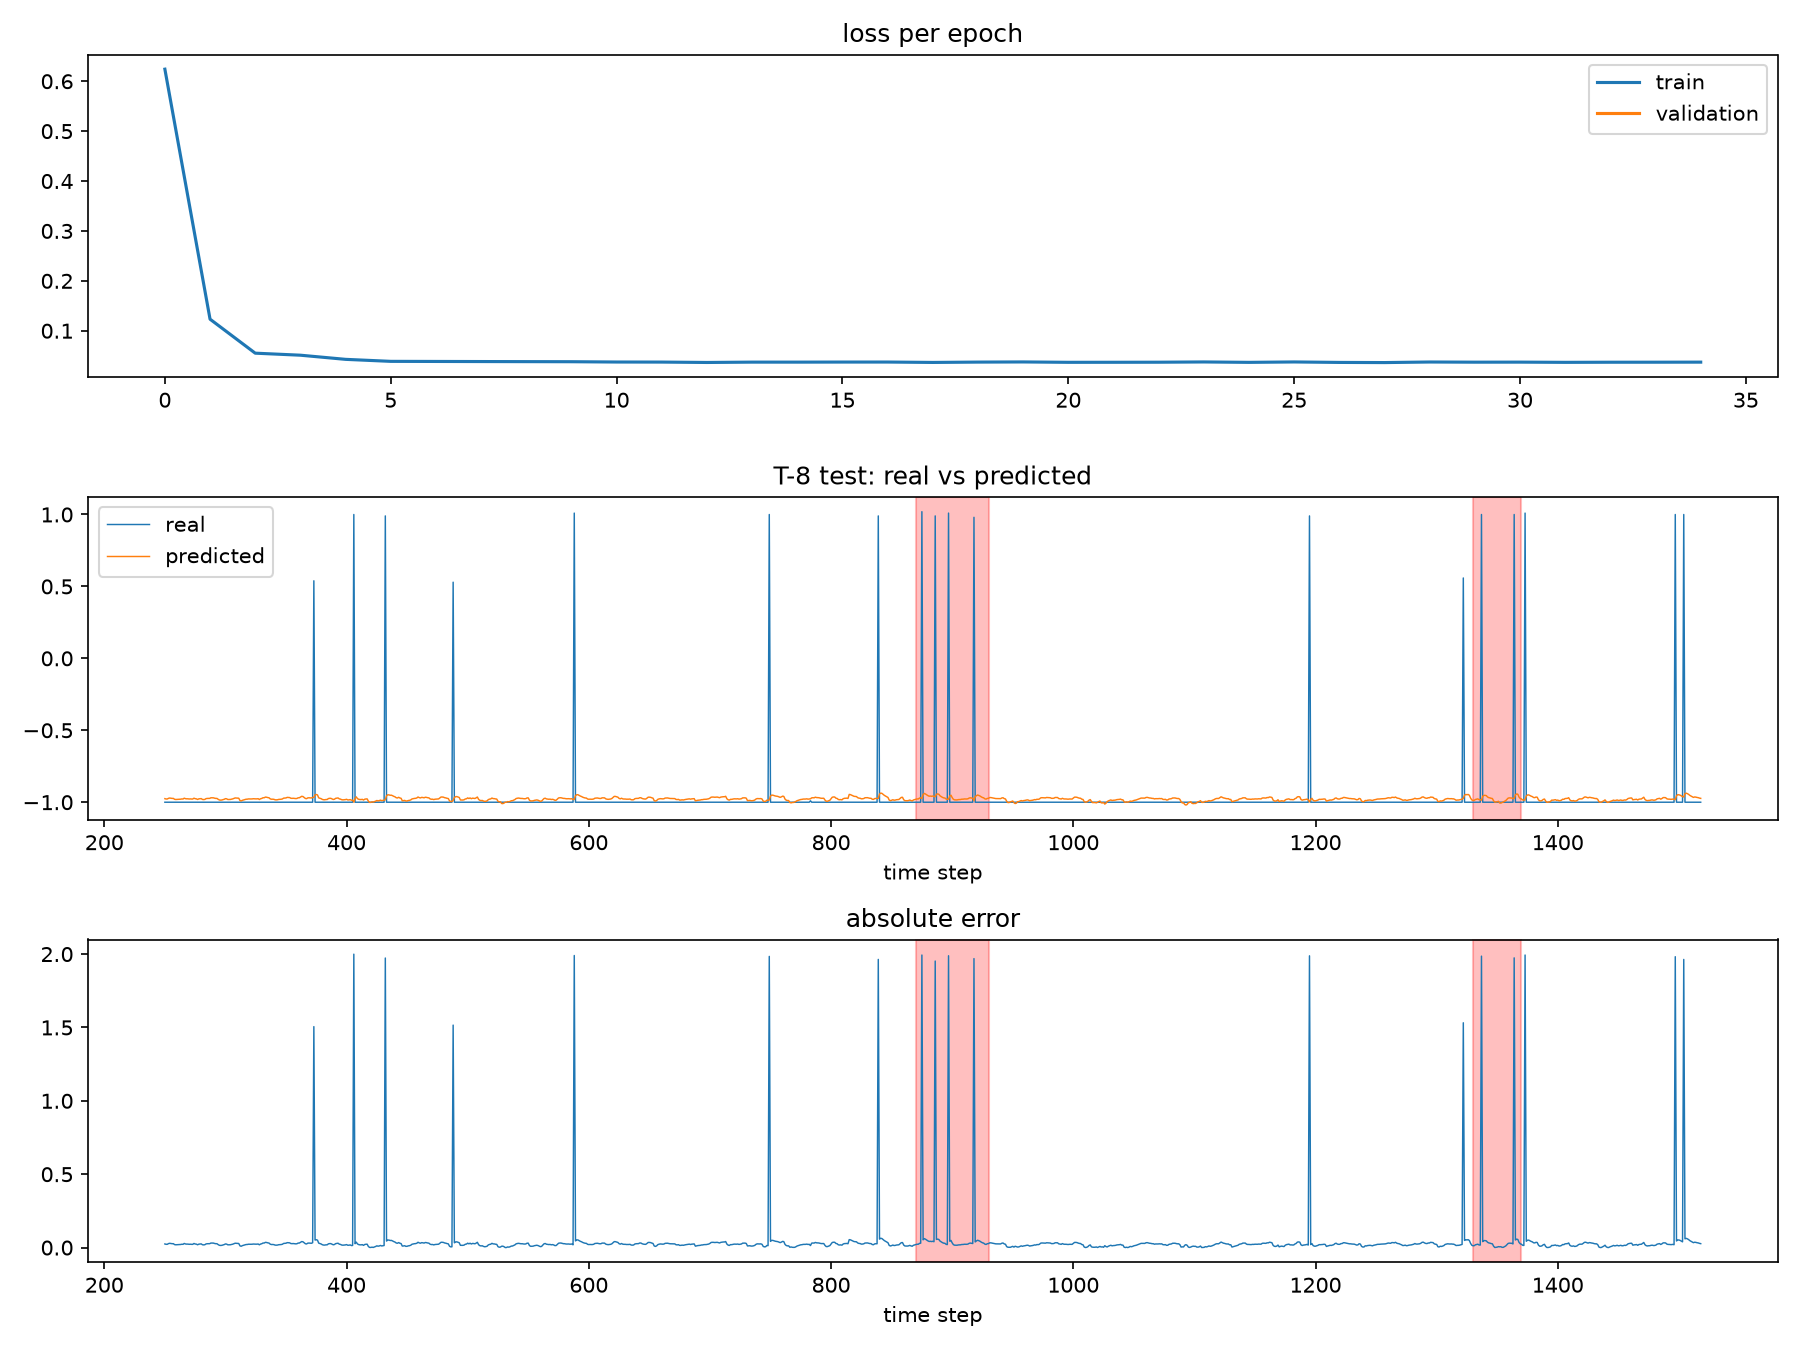 loss per epoch
train
validation
0.6
0.5
0.4
0.3
0.2
0.1
0 5 10 15 20 25 30 35
T-8 test: real vs predicted
real
predicted
1.0
0.5
0.0
−0.5
−1.0
200 400 600 800 1000 1200 1400
time step
absolute error
2.0
1.5
1.0
0.5
0.0
200 400 600 800 1000 1200 1400
time step